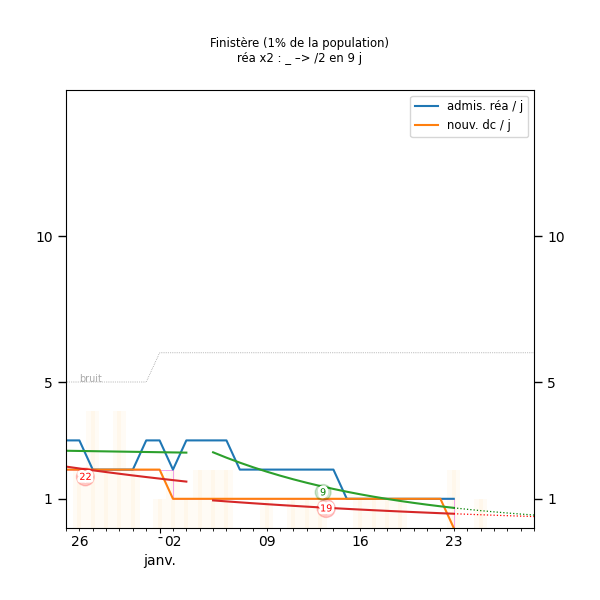 Finistère (1% de la population)
réa x2 : _ –> /2 en 9 j
admis. réa / j
nouv. dc / j
10 10
bruit
5 5
22
9
19
1 1
26 02 09 16 23
janv.